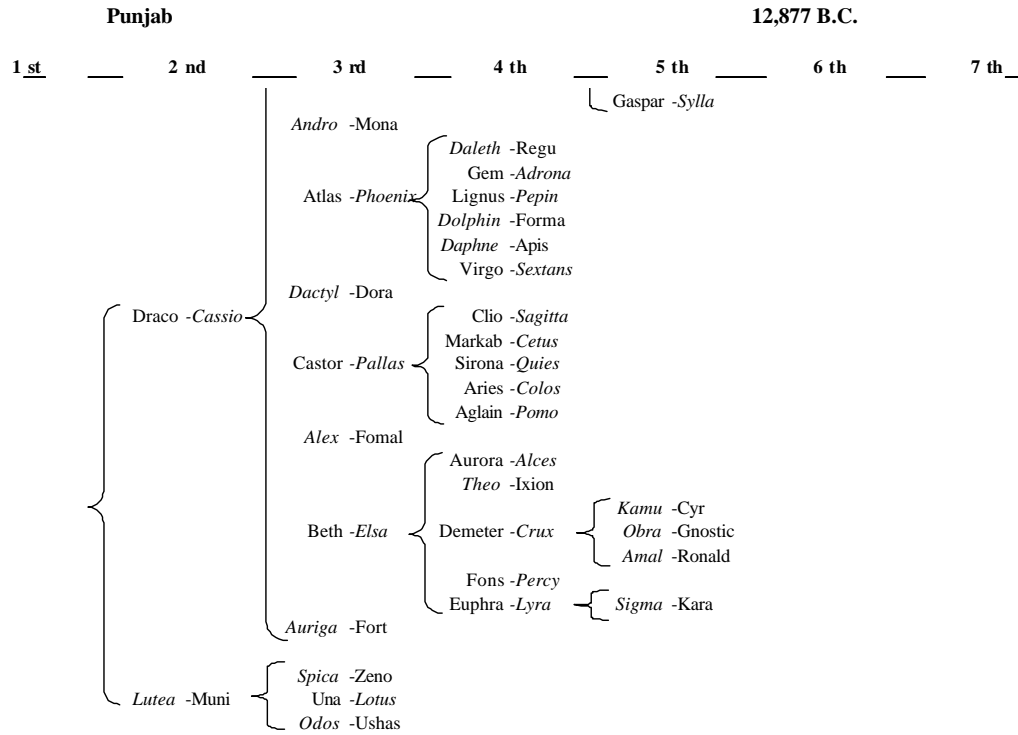 Punjab 12,877 B.C.
1 st 2 nd 3 rd 4 th 5 th 6 th 7 th
Gaspar -Sylla
Andro -Mona
Daleth -Regu
Gem -Adrona
Atlas -Phoenix Lignus -Pepin
Dolphin -Forma
Daphne -Apis
Virgo -Sextans
Dactyl -Dora
Draco -Cassio Clio -Sagitta
Markab -Cetus
Castor -Pallas Sirona -Quies
Aries -Colos
Aglain -Pomo
Alex -Fomal
Aurora -Alces
Theo -Ixion
Kamu -Cyr
Beth -Elsa Demeter -Crux Obra -Gnostic
Amal -Ronald
Fons -Percy
Euphra -Lyra Sigma -Kara
Auriga -Fort
Spica -Zeno
Lutea -Muni Una -Lotus
Odos -Ushas